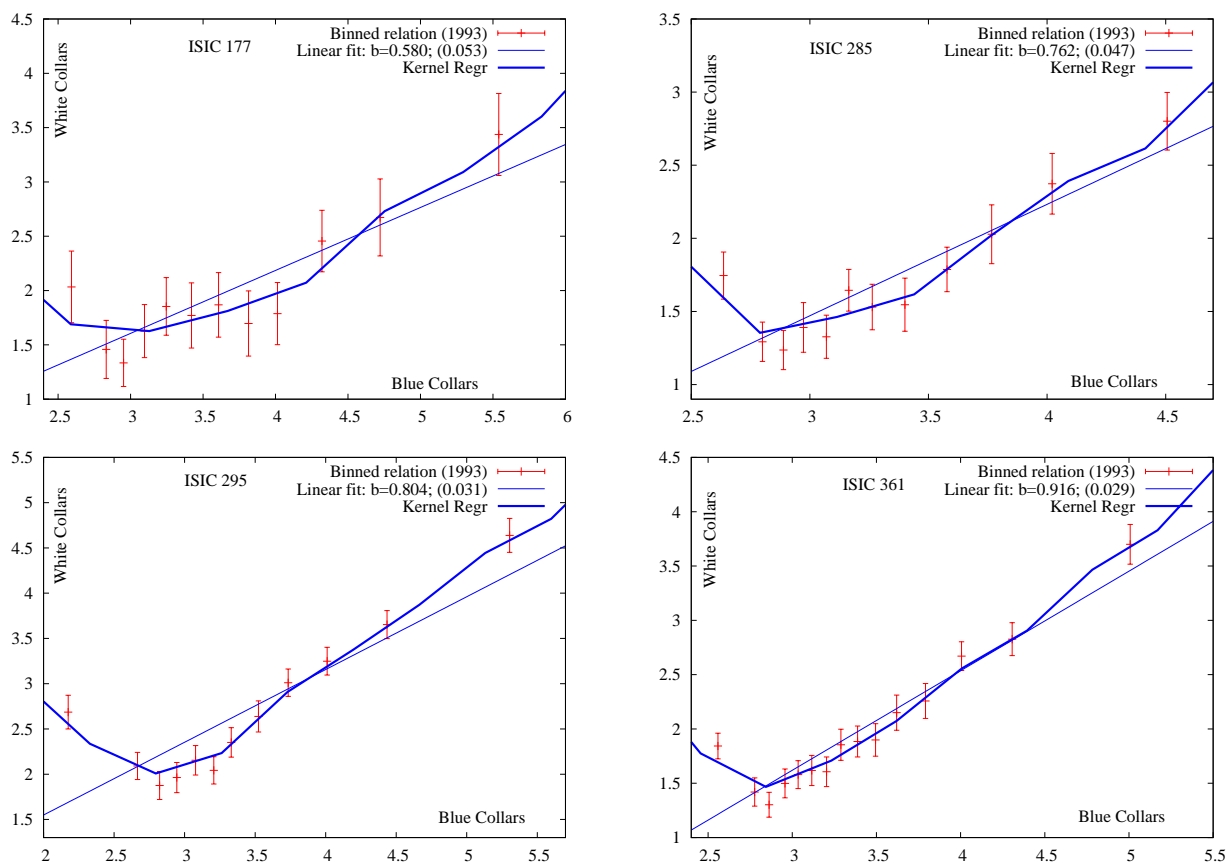 4.5
4
3.5
3
2.5
2
1.5
1
2.5 3 3.5 4 4.5 5 5.5 6
White Collars
Blue Collars
ISIC 177
Binned relation (1993)
Linear fit: b=0.580; (0.053)
Kernel Regr
3.5
3
2.5
2
1.5
1
2.5 3 3.5 4 4.5
White Collars
Blue Collars
ISIC 285
Binned relation (1993)
Linear fit: b=0.762; (0.047)
Kernel Regr
5.5
5
4.5
4
3.5
3
2.5
2
1.5
2 2.5 3 3.5 4 4.5 5 5.5
White Collars
Blue Collars
ISIC 295
Binned relation (1993)
Linear fit: b=0.804; (0.031)
Kernel Regr
4.5
4
3.5
3
2.5
2
1.5
1
2.5 3 3.5 4 4.5 5 5.5
White Collars
Blue Collars
ISIC 361
Binned relation (1993)
Linear fit: b=0.916; (0.029)
Kernel Regr